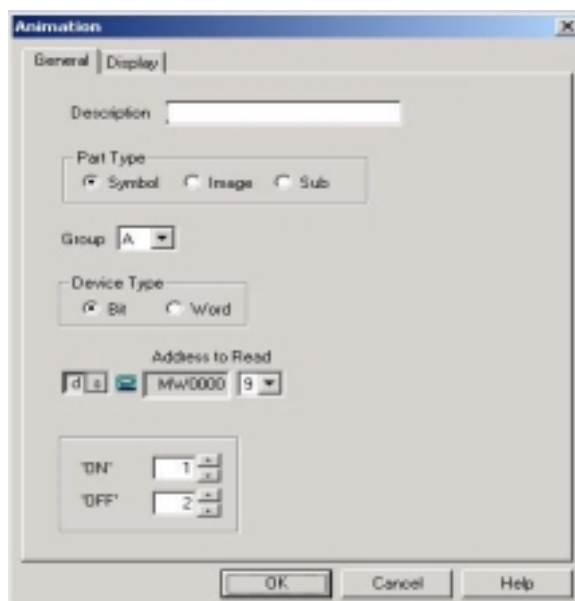 Animation
General Display
Description
Part Type
Symbol Image Sub
Group A
Device Type
Bit Word
Address to Read
d s MW0000 9
'ON' 1
'OFF' 2
OK Cancel Help